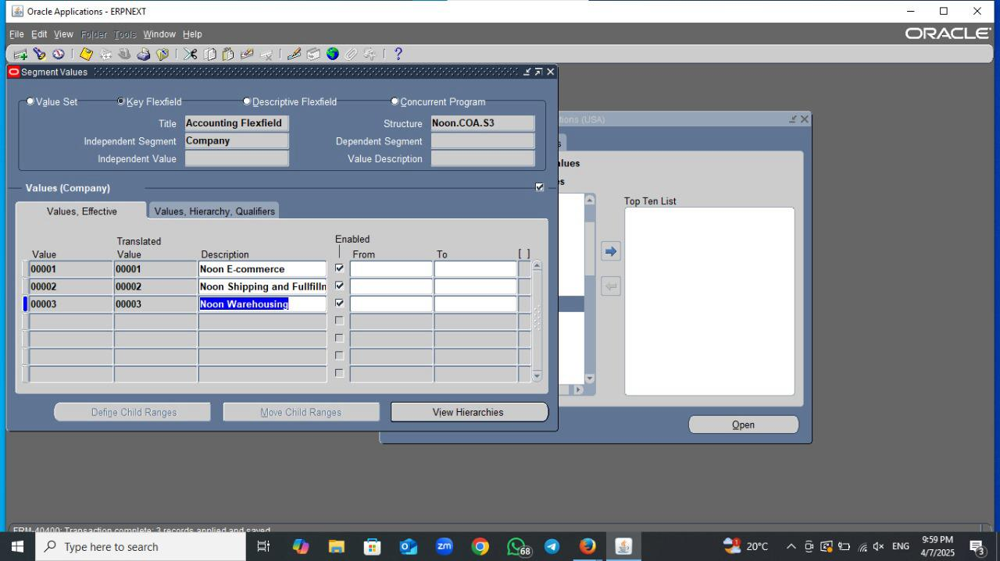 Oracle Applications - ERPNEXT
File Edit View Folder Tools Window Help
ORACLE
Segment Values
Value Set Key Flexfield Descriptive Flexfield Concurrent Program
Title Accounting Flexfield Structure Noon.COA.S3
Independent Segment Company Dependent Segment
Independent Value Value Description
Values (Company)
Values, Effective Values, Hierarchy, Qualifiers
Enabled
Translated
Value Value Description From To [ ]
00001 00001 Noon E-commerce
00002 00002 Noon Shipping and Fullfilln
00003 00003 Noon Warehousing
Define Child Ranges Move Child Ranges View Hierarchies
(USA)
Top Ten List
Open
FRM-40400: Transaction complete: 3 records applied and saved.
Type here to search
zm
68
1
20°C
ENG
9:59 PM
4/7/2025
3